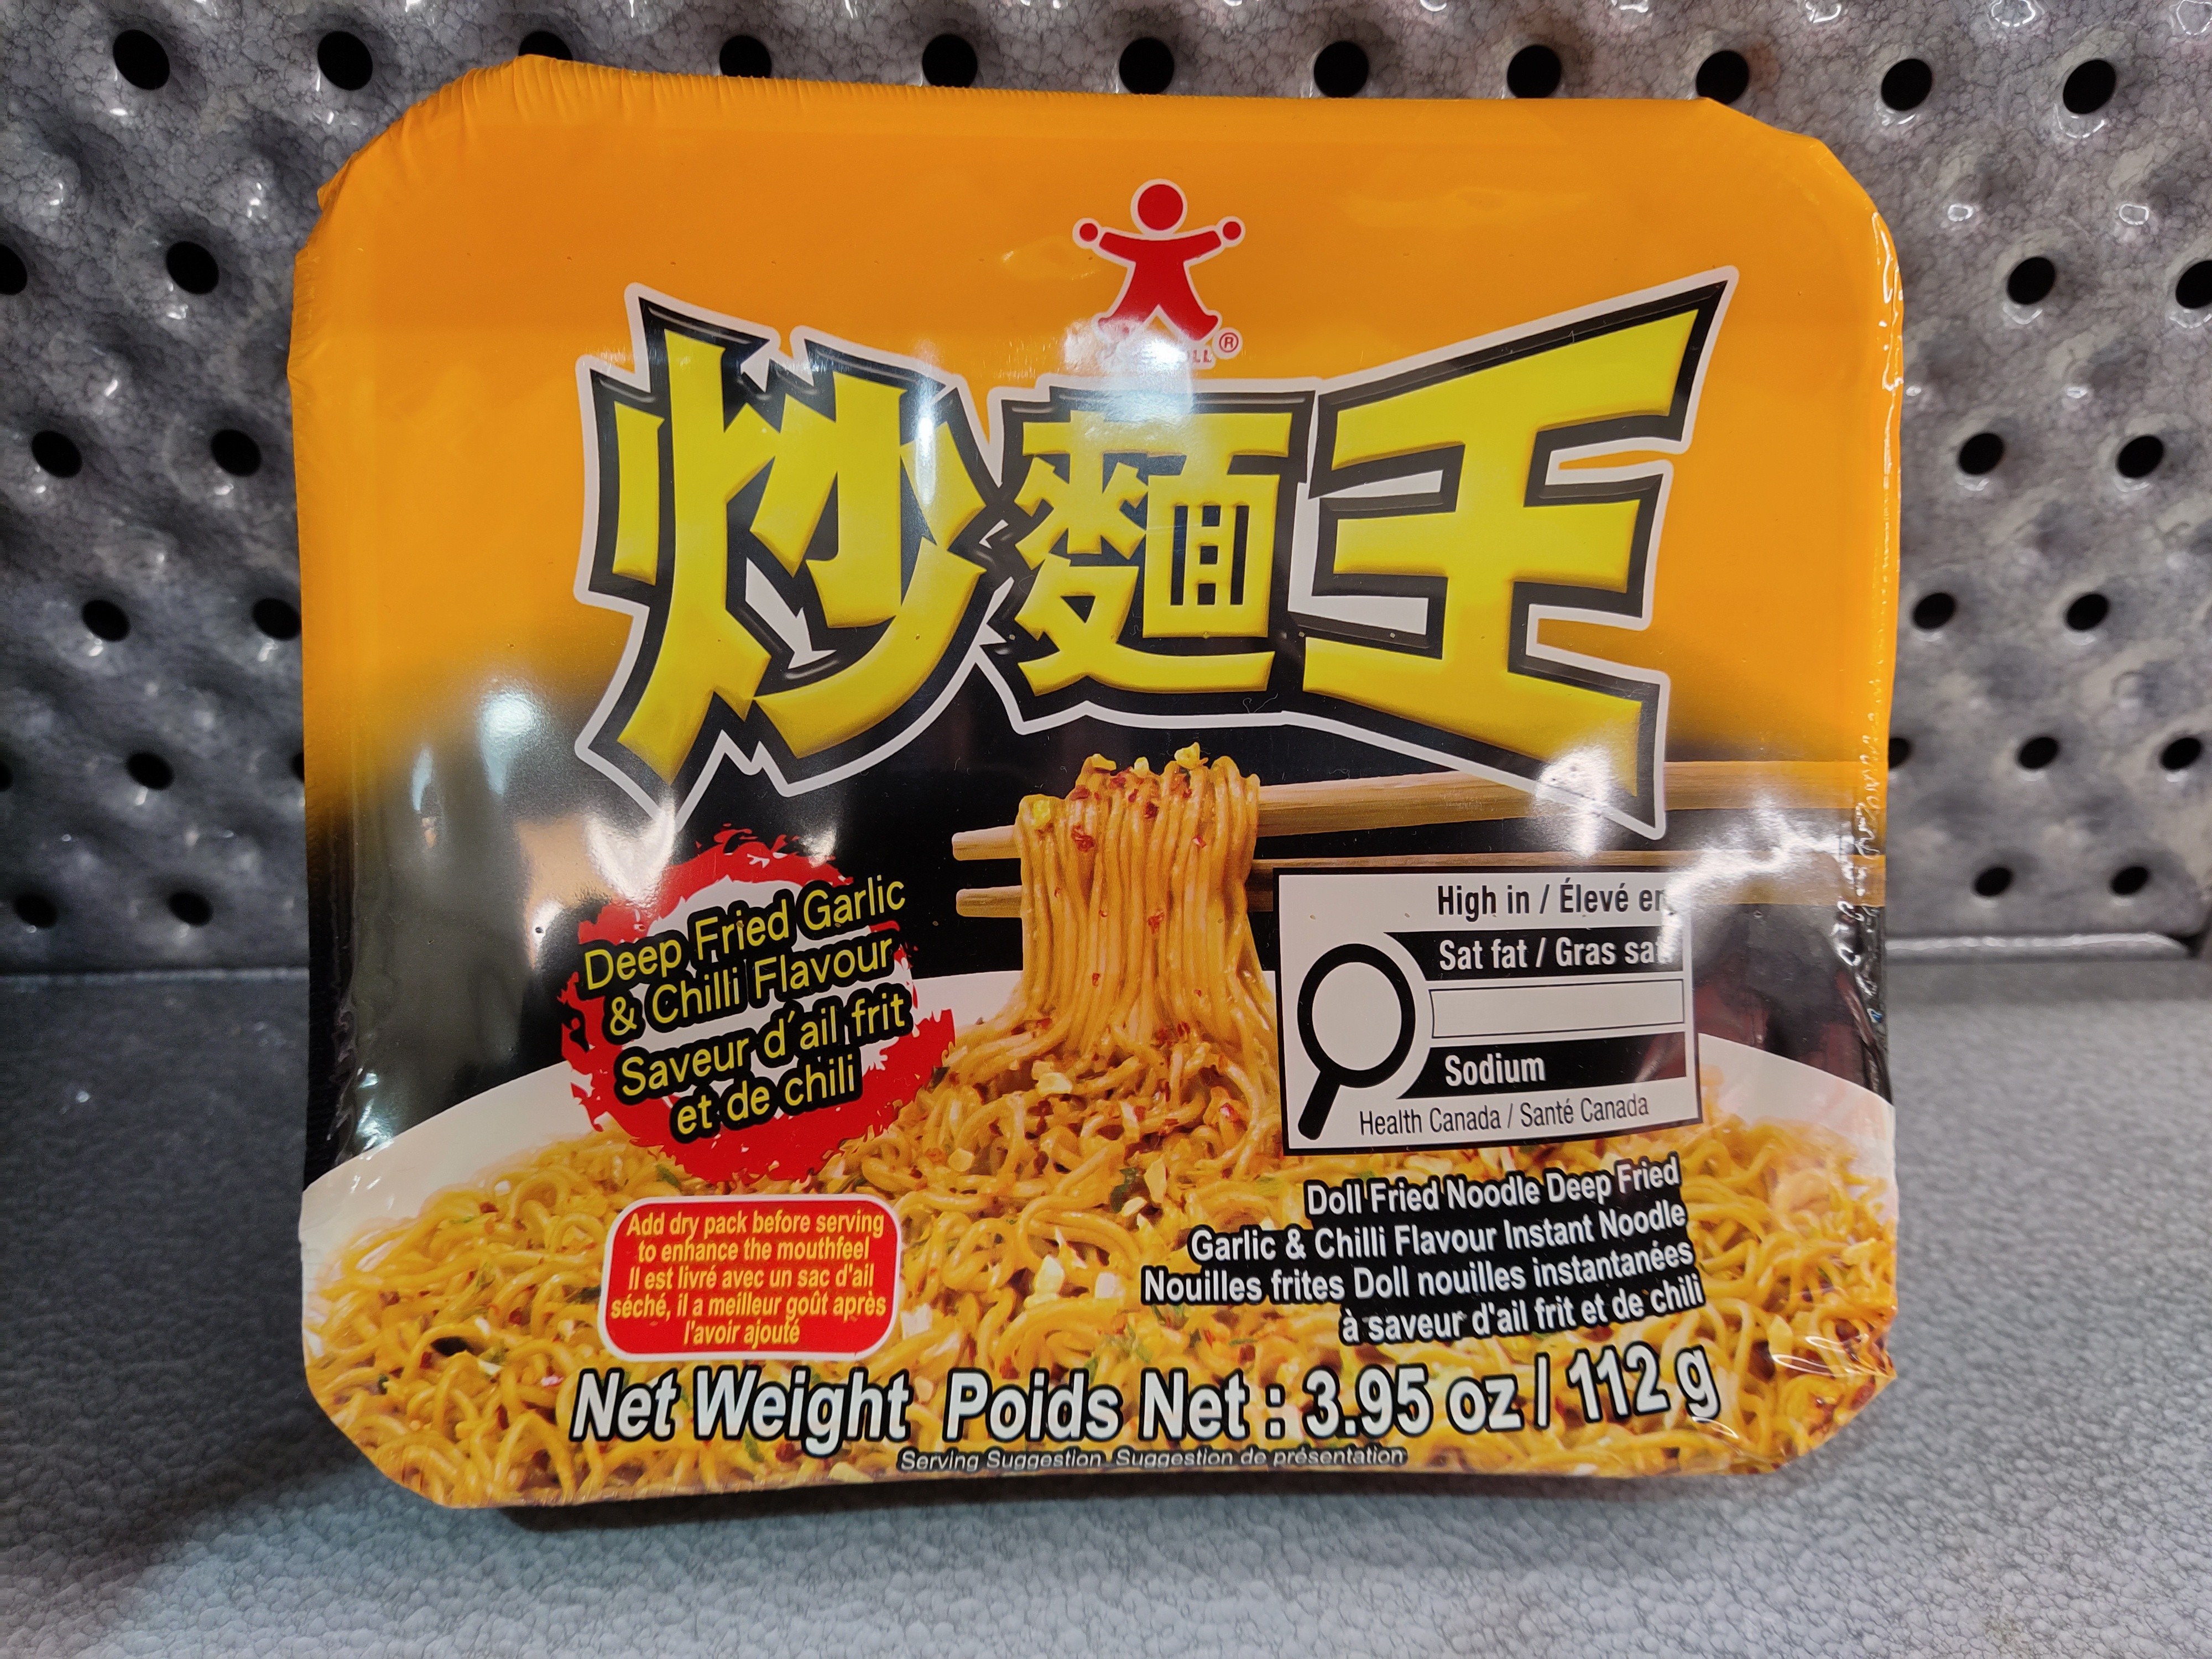 ®
炒麵王
Deep Fried Garlic
& Chilli Flavour
Saveur d'ail frit
et de chili
High in / Élevé en
Sat fat / Gras sat
Sodium
Health Canada / Santé Canada
Add dry pack before serving
to enhance the mouthfeel
Il est livré avec un sac d'ail
séché, il a meilleur goût après
l'avoir ajouté
Doll Fried Noodle Deep Fried
Garlic & Chilli Flavour Instant Noodle
Nouilles frites Doll nouilles instantanées
à saveur d'ail frit et de chili
Net Weight Poids Net : 3.95 oz / 112 g
Serving Suggestion Suggestion de présentation